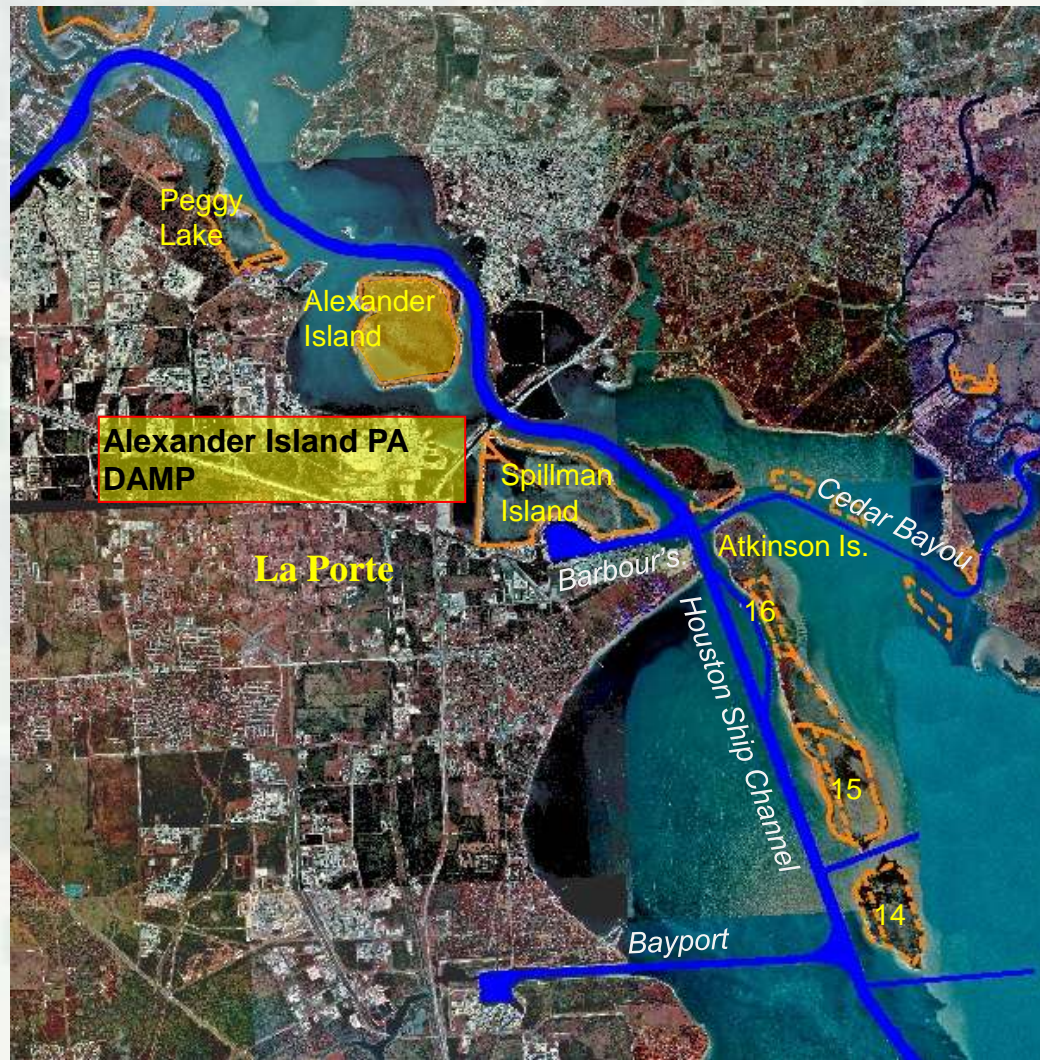 Peggy
Lake
Alexander
Island
Alexander Island PA
DAMP
Spillman
Island
Cedar Bayou
Atkinson Is.
Barbour's
La Porte
16
Houston Ship Channel
15
14
Bayport